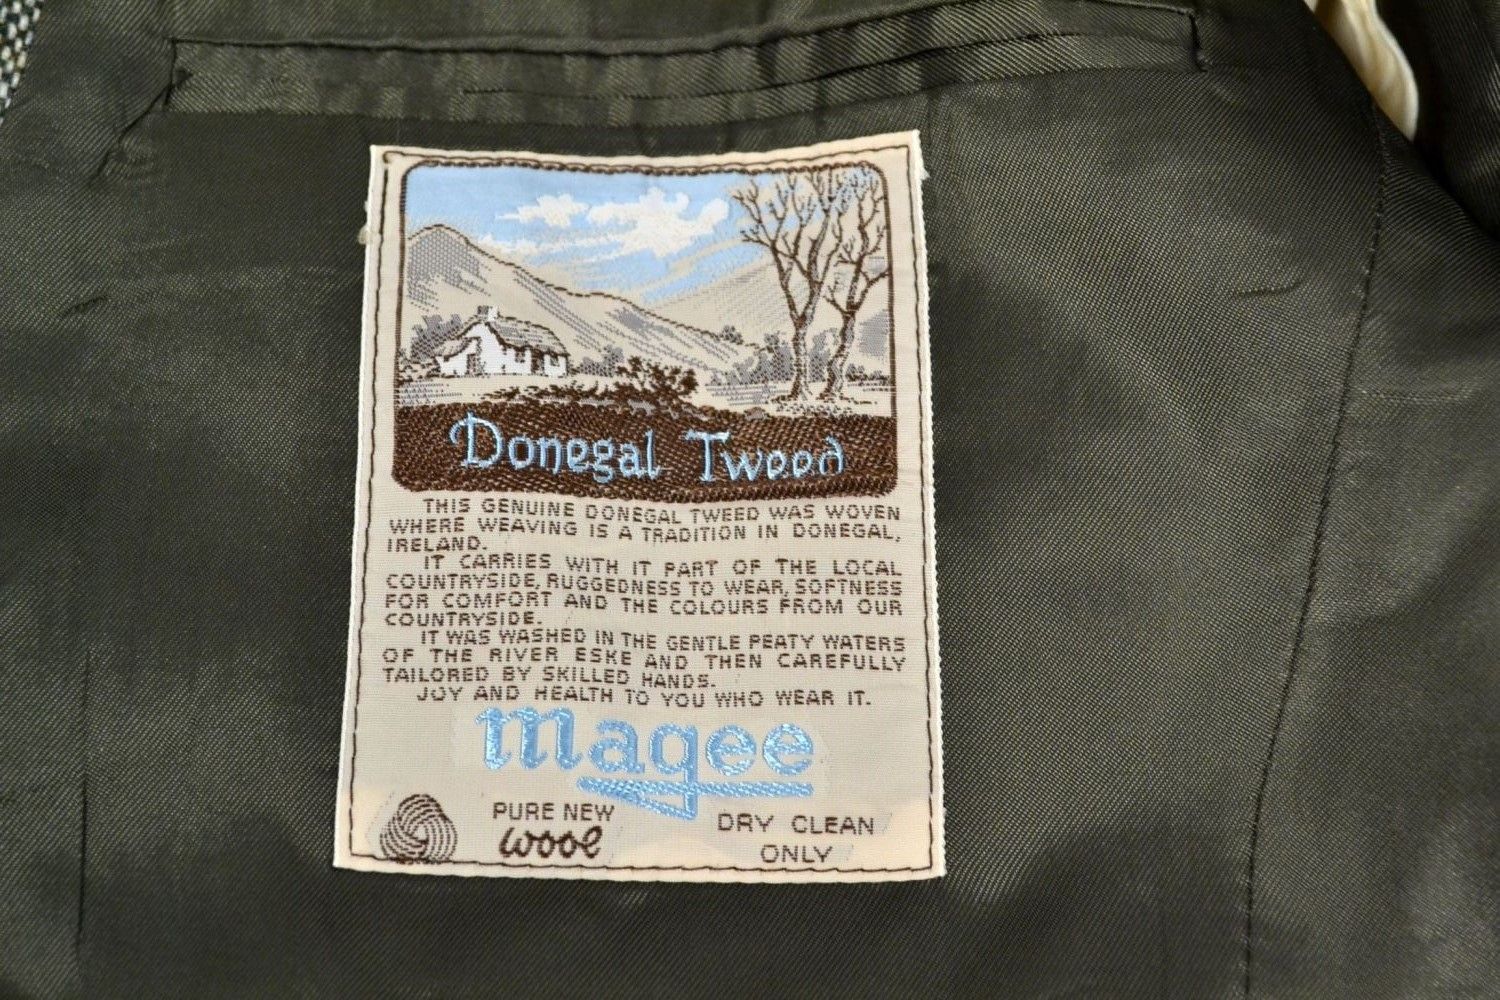 Donegal Tweed
THIS GENUINE DONEGAL TWEED WAS WOVEN
WHERE WEAVING IS A TRADITION IN DONEGAL,
IRELAND.
IT CARRIES WITH IT PART OF THE LOCAL
COUNTRYSIDE, RUGGEDNESS TO WEAR, SOFTNESS
FOR COMFORT AND THE COLOURS FROM OUR
COUNTRYSIDE.
IT WAS WASHED IN THE GENTLE PEATY WATERS
OF THE RIVER ESKE AND THEN CAREFULLY
TAILORED BY SKILLED HANDS.
JOY AND HEALTH TO YOU WHO WEAR IT.
magee
PURE NEW
wool
DRY CLEAN
ONLY